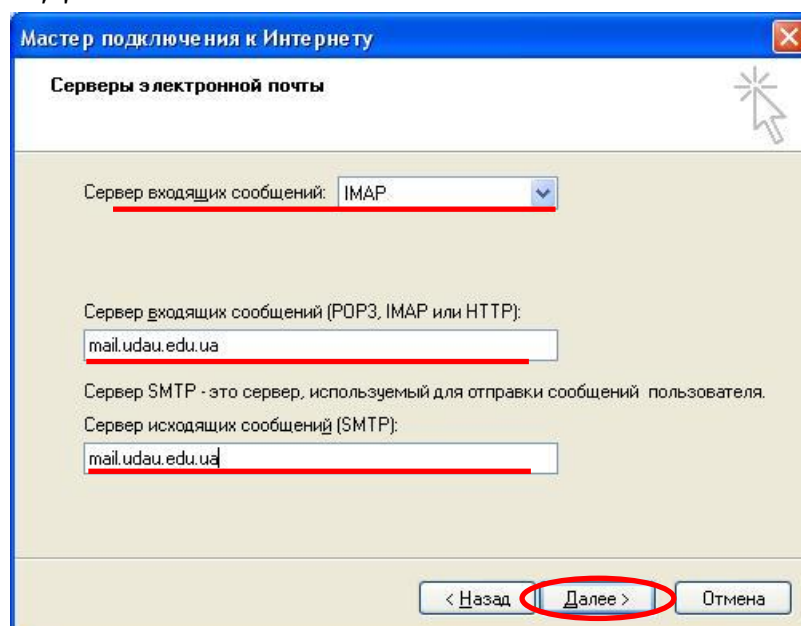 Мастер подключения к Интернету
Серверы электронной почты
Сервер входящих сообщений: IMAP
Сервер входящих сообщений (POP3, IMAP или HTTP):
mail.udau.edu.ua
Сервер SMTP - это сервер, используемый для отправки сообщений пользователя.
Сервер исходящих сообщений (SMTP):
mail.udau.edu.ua
< Назад Далее > Отмена